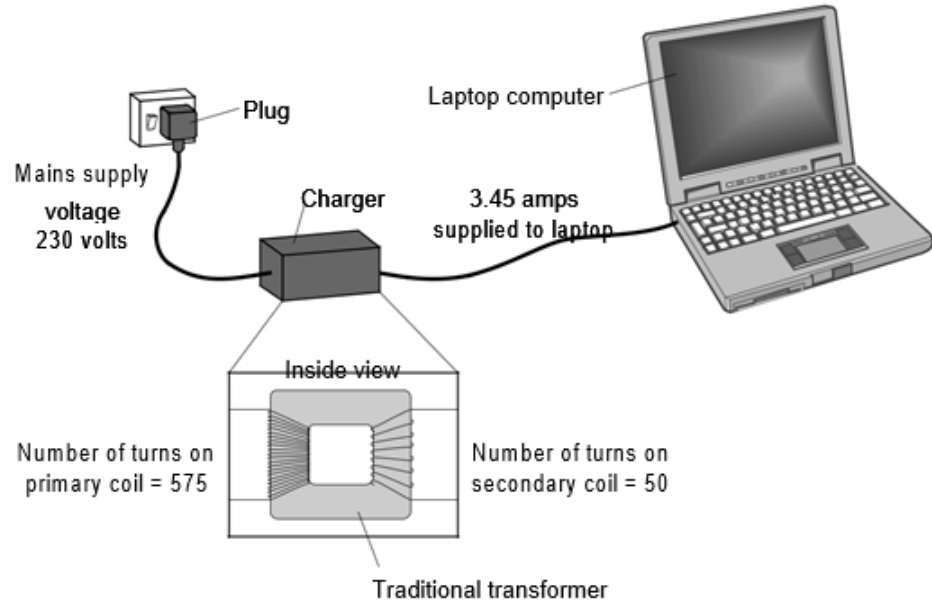 Laptop computer
Plug
Mains supply
voltage
230 volts
Charger
3.45 amps
supplied to laptop
Inside view
Number of turns on
primary coil = 575
Number of turns on
secondary coil = 50
Traditional transformer